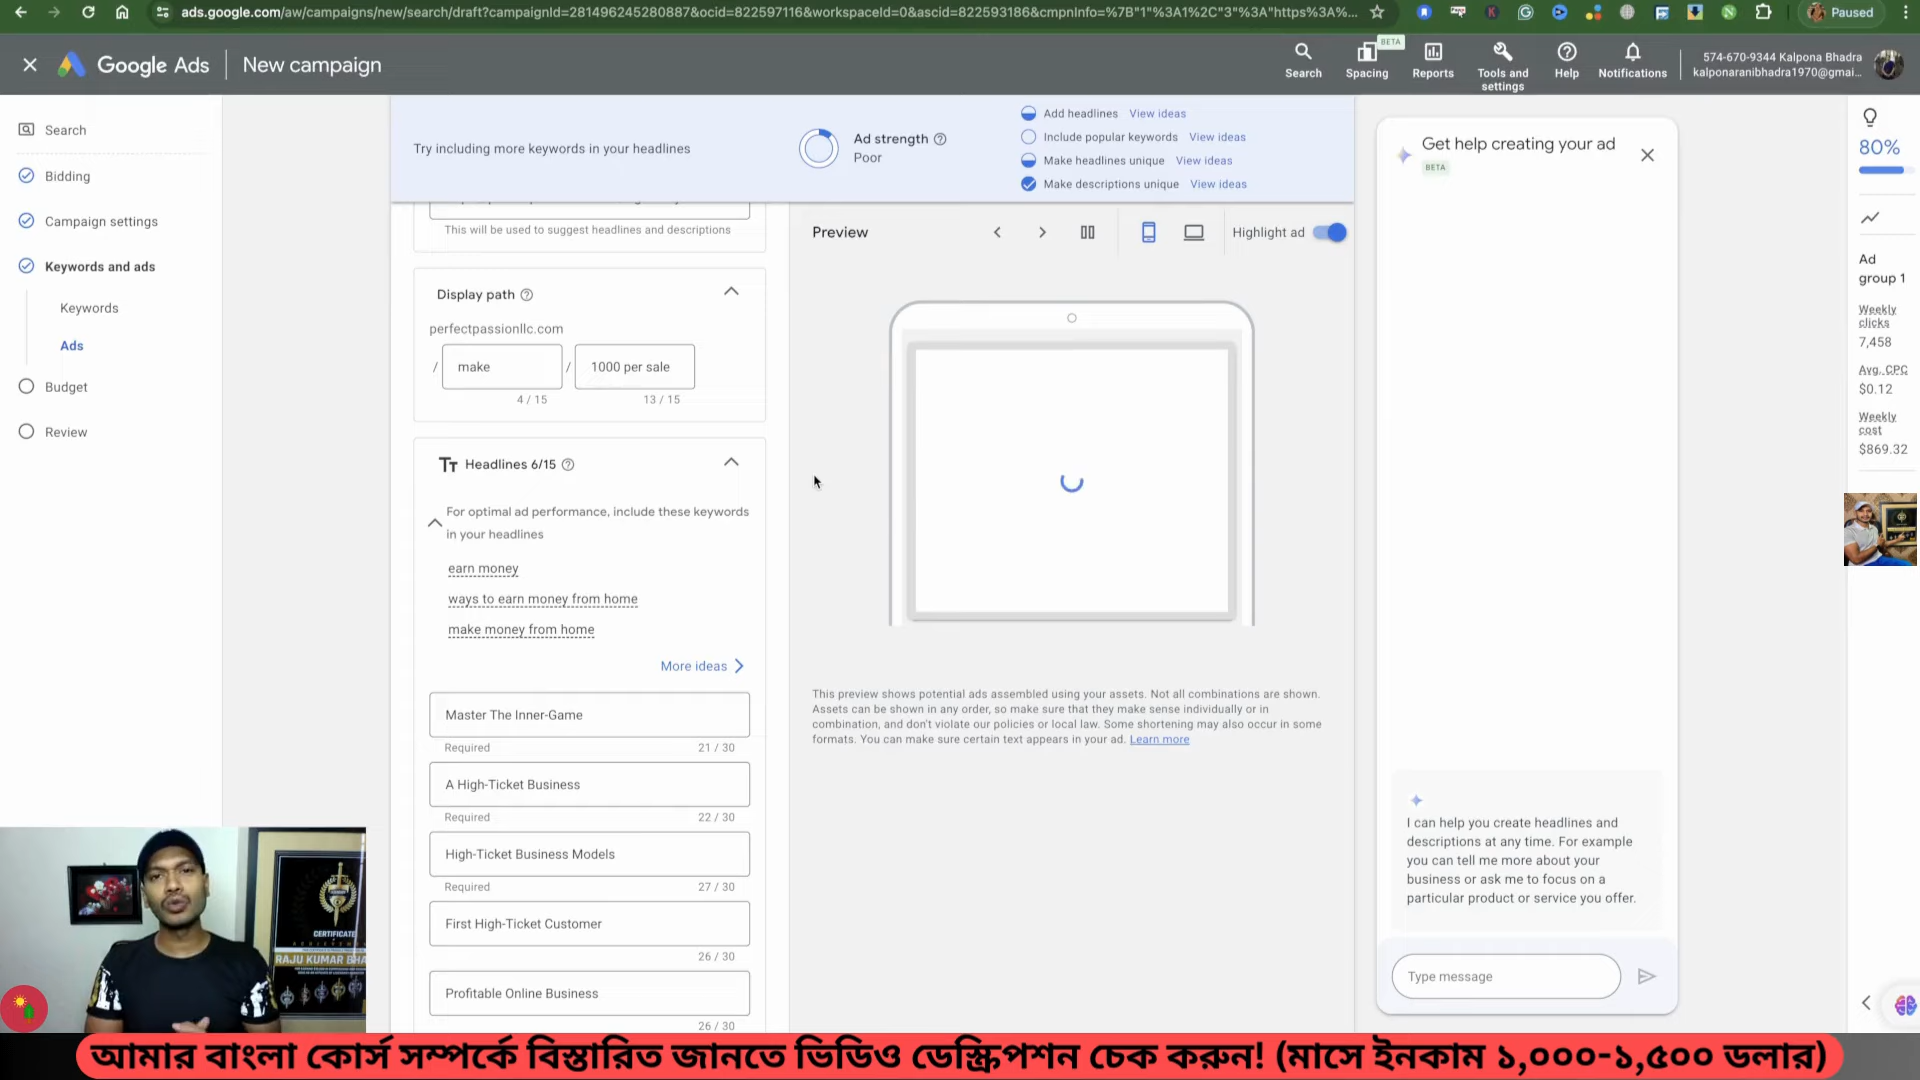 ads.google.com/aw/campaigns/new/search/draft?campaignId=281496245280887&ocid=822597116&workspaceId=0&ascid=822593186&cmpnInfo=%7B"1"%3A1%2C"3"%3A"https%3A%...
Paused
Google Ads
New campaign
Search
BETA
Spacing
Reports
Tools and
settings
Help
Notifications
574-670-9344 Kalpona Bhadra
kalponaranibhadra1970@gmai...
Search
Bidding
Campaign settings
Keywords and ads
Keywords
Ads
Budget
Review
Try including more keywords in your headlines
Ad strength
Poor
Add headlines View ideas
Include popular keywords View ideas
Make headlines unique View ideas
Make descriptions unique View ideas
This will be used to suggest headlines and descriptions
Display path
perfectpassionllc.com
/ make / 1000 per sale
4 / 15 13 / 15
Tт Headlines 6/15
For optimal ad performance, include these keywords
in your headlines
earn money
ways to earn money from home
make money from home
More ideas
Master The Inner-Game
Required 21 / 30
A High-Ticket Business
Required 22 / 30
High-Ticket Business Models
Required 27 / 30
First High-Ticket Customer
26 / 30
Profitable Online Business
26 / 30
Preview
Highlight ad
This preview shows potential ads assembled using your assets. Not all combinations are shown.
Assets can be shown in any order, so make sure that they make sense individually or in
combination, and don't violate our policies or local law. Some shortening may also occur in some
formats. You can make sure certain text appears in your ad. Learn more
Get help creating your ad
BETA
I can help you create headlines and
descriptions at any time. For example
you can tell me more about your
business or ask me to focus on a
particular product or service you offer.
Type message
80%
Ad
group 1
Weekly
clicks
7,458
Avg. CPC
$0.12
Weekly
cost
$869.32
CERTIFICATE
RAJU KUMAR BHA
আমার বাংলা কোর্স সম্পর্কে বিস্তারিত জানতে ভিডিও ডেস্ক্রিপশন চেক করুন! (মাসে ইনকাম ১,০০০-১,৫০০ ডলার)